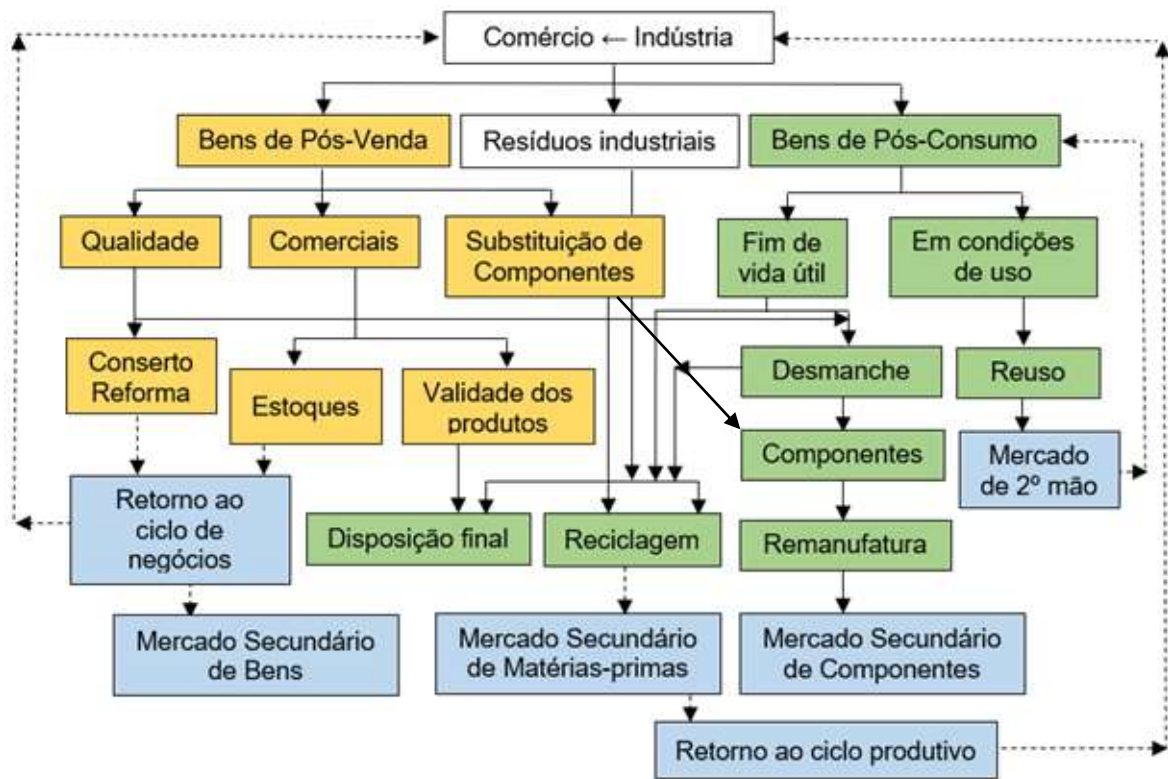 Comércio ← Indústria
Bens de Pós-Venda
Resíduos industriais
Bens de Pós-Consumo
Qualidade
Comerciais
Substituição de
Componentes
Fim de
vida útil
Em condições
de uso
Conserto
Reforma
Estoques
Validade dos
produtos
Desmanche
Reuso
Componentes
Mercado
de 2º mão
Retorno ao
ciclo de
negócios
Disposição final
Reciclagem
Remanufatura
Mercado Secundário
de Bens
Mercado Secundário
de Matérias-primas
Mercado Secundário
de Componentes
Retorno ao ciclo produtivo